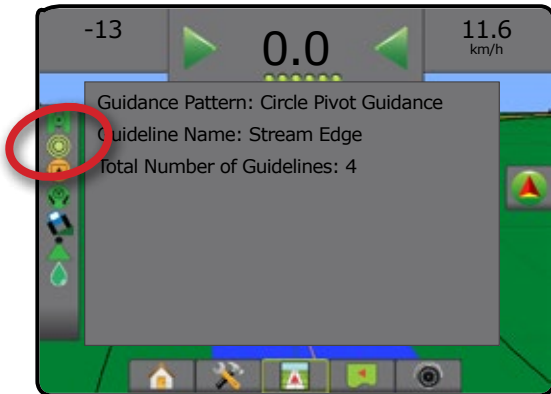 -13
0.0
11.6
km/h
Guidance Pattern: Circle Pivot Guidance
Guideline Name: Stream Edge
Total Number of Guidelines: 4